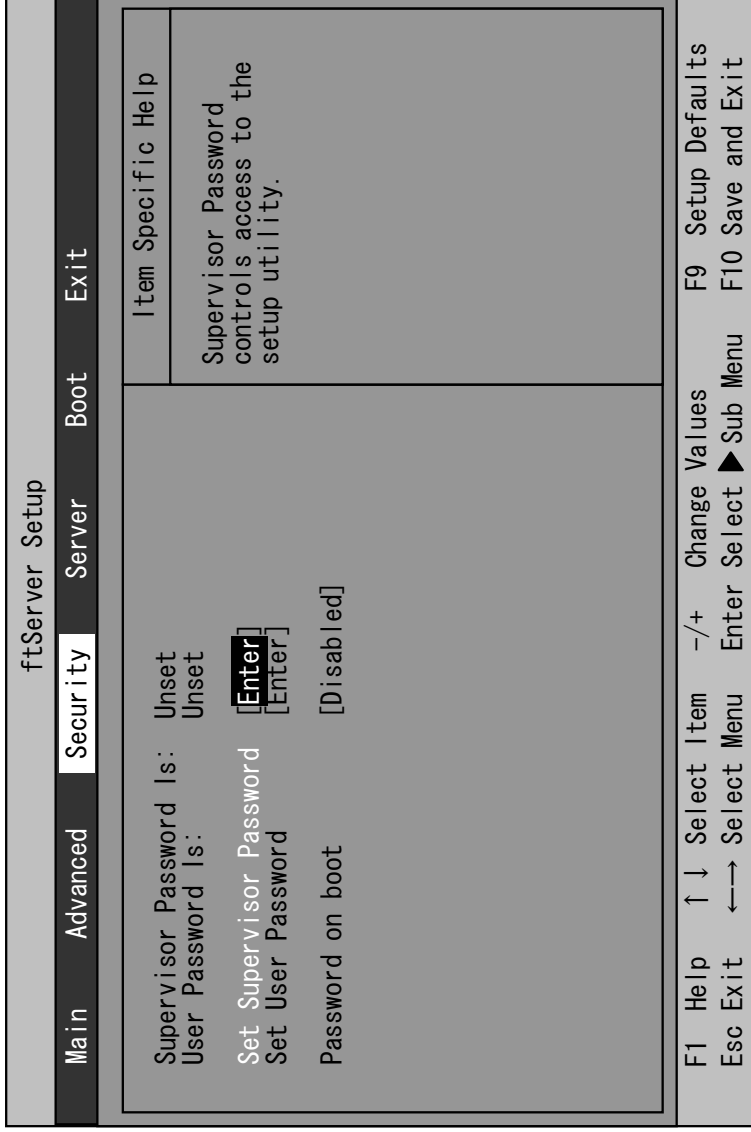 ftServer Setup
Main Advanced Security Server Boot Exit
Supervisor Password Is: Unset
User Password Is: Unset
Set Supervisor Password [Enter]
Set User Password [Enter]
Password on boot [Disabled]
Item Specific Help
Supervisor Password
controls access to the
setup utility.
F1 Help ↑ ↓ Select Item -/+ Change Values F9 Setup Defaults
Esc Exit ←→ Select Menu Enter Select ▶ Sub Menu F10 Save and Exit